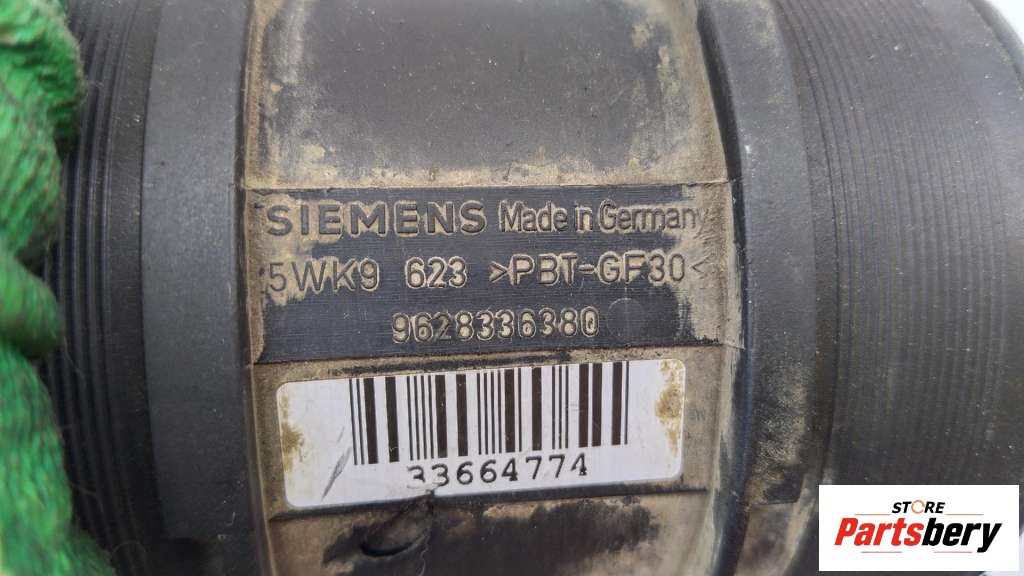 SIEMENS Made in Germany
5WK9 623 >PBT-GF30<
9628336380
33664774
STORE
Partsbery